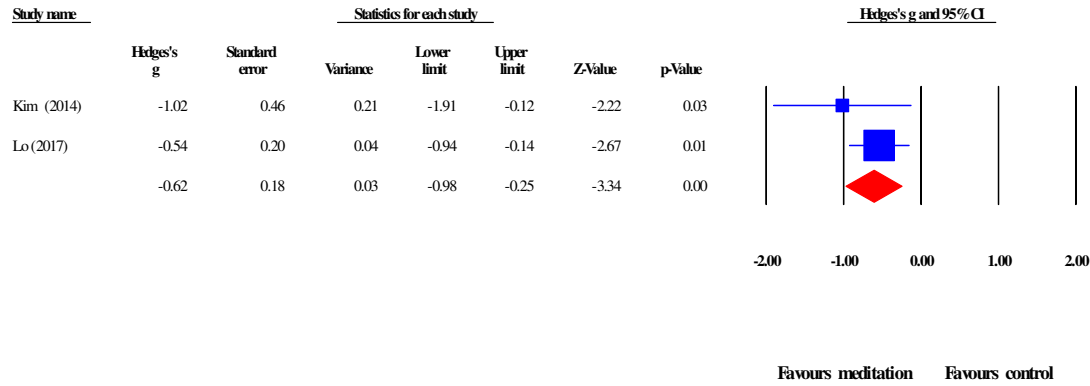 Study name Statistics for each study Hedges's g and 95% CI
Hedges's Standard Lower Upper
g error Variance limit limit Z-Value p-Value
Kim (2014) -1.02 0.46 0.21 -1.91 -0.12 -2.22 0.03
Lo (2017) -0.54 0.20 0.04 -0.94 -0.14 -2.67 0.01
-0.62 0.18 0.03 -0.98 -0.25 -3.34 0.00
-2.00 -1.00 0.00 1.00 2.00
Favours meditation Favours control